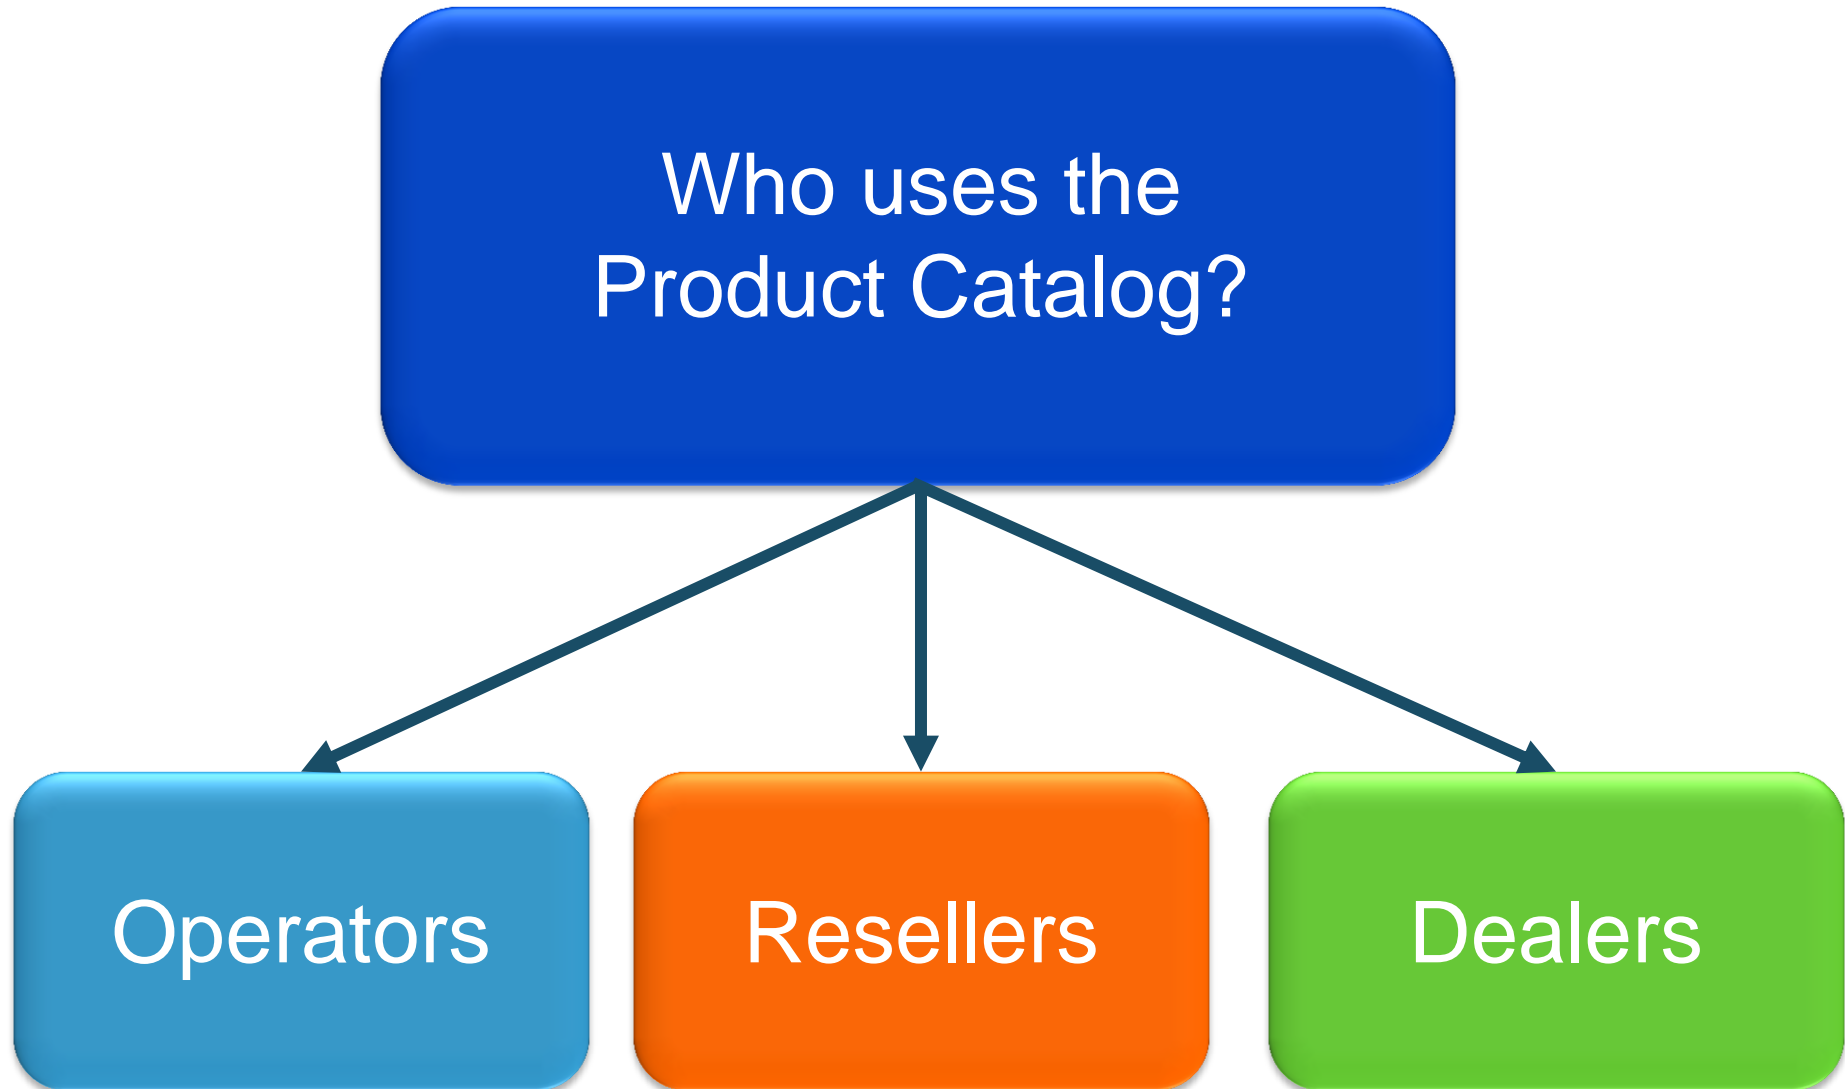 Who uses the
Product Catalog?
Operators
Resellers
Dealers